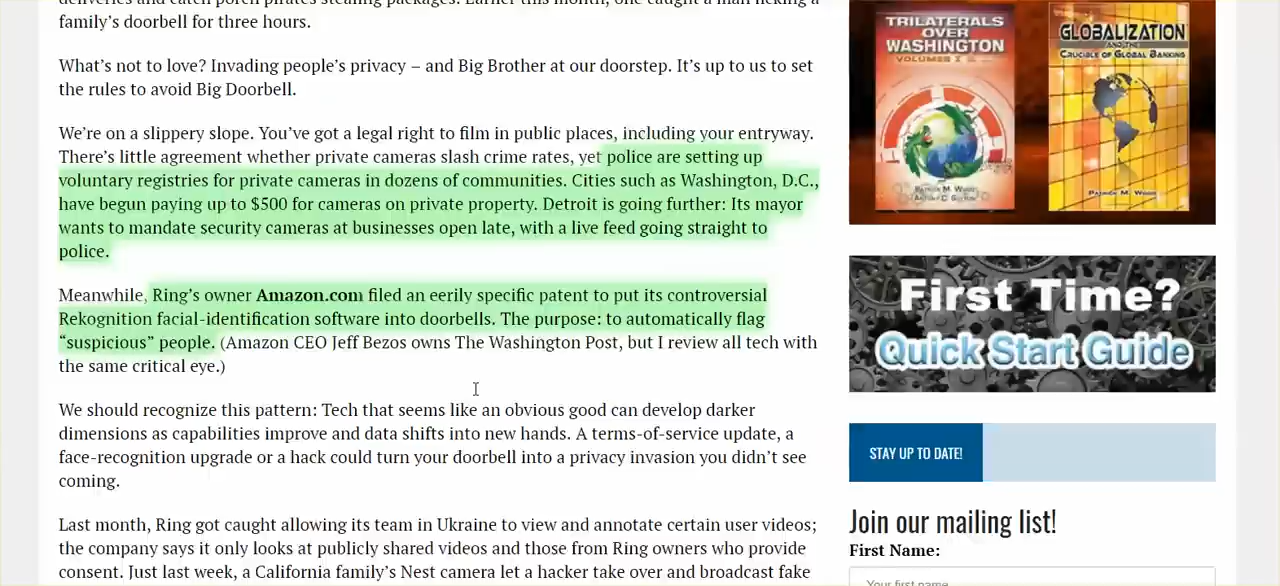 deliveries and catch porch pirates stealing packages. Earlier this month, one caught a man licking a
family’s doorbell for three hours.
What’s not to love? Invading people’s privacy – and Big Brother at our doorstep. It’s up to us to set
the rules to avoid Big Doorbell.
We’re on a slippery slope. You’ve got a legal right to film in public places, including your entryway.
There’s little agreement whether private cameras slash crime rates, yet police are setting up
voluntary registries for private cameras in dozens of communities. Cities such as Washington, D.C.,
have begun paying up to $500 for cameras on private property. Detroit is going further: Its mayor
wants to mandate security cameras at businesses open late, with a live feed going straight to
police.
Meanwhile, Ring’s owner Amazon.com filed an eerily specific patent to put its controversial
Rekognition facial-identification software into doorbells. The purpose: to automatically flag
“suspicious” people. (Amazon CEO Jeff Bezos owns The Washington Post, but I review all tech with
the same critical eye.)
We should recognize this pattern: Tech that seems like an obvious good can develop darker
dimensions as capabilities improve and data shifts into new hands. A terms-of-service update, a
face-recognition upgrade or a hack could turn your doorbell into a privacy invasion you didn’t see
coming.
Last month, Ring got caught allowing its team in Ukraine to view and annotate certain user videos;
the company says it only looks at publicly shared videos and those from Ring owners who provide
consent. Just last week, a California family’s Nest camera let a hacker take over and broadcast fake
TRILATERALS
OVER
WASHINGTON
VOLUMES I
PATRICK M. WOOD
GLOBALIZATION
AND THE
CRUCIBLE OF GLOBAL BANKING
PATRICK M. WOOD
First Time?
Quick Start Guide
STAY UP TO DATE!
Join our mailing list!
First Name:
Your first name